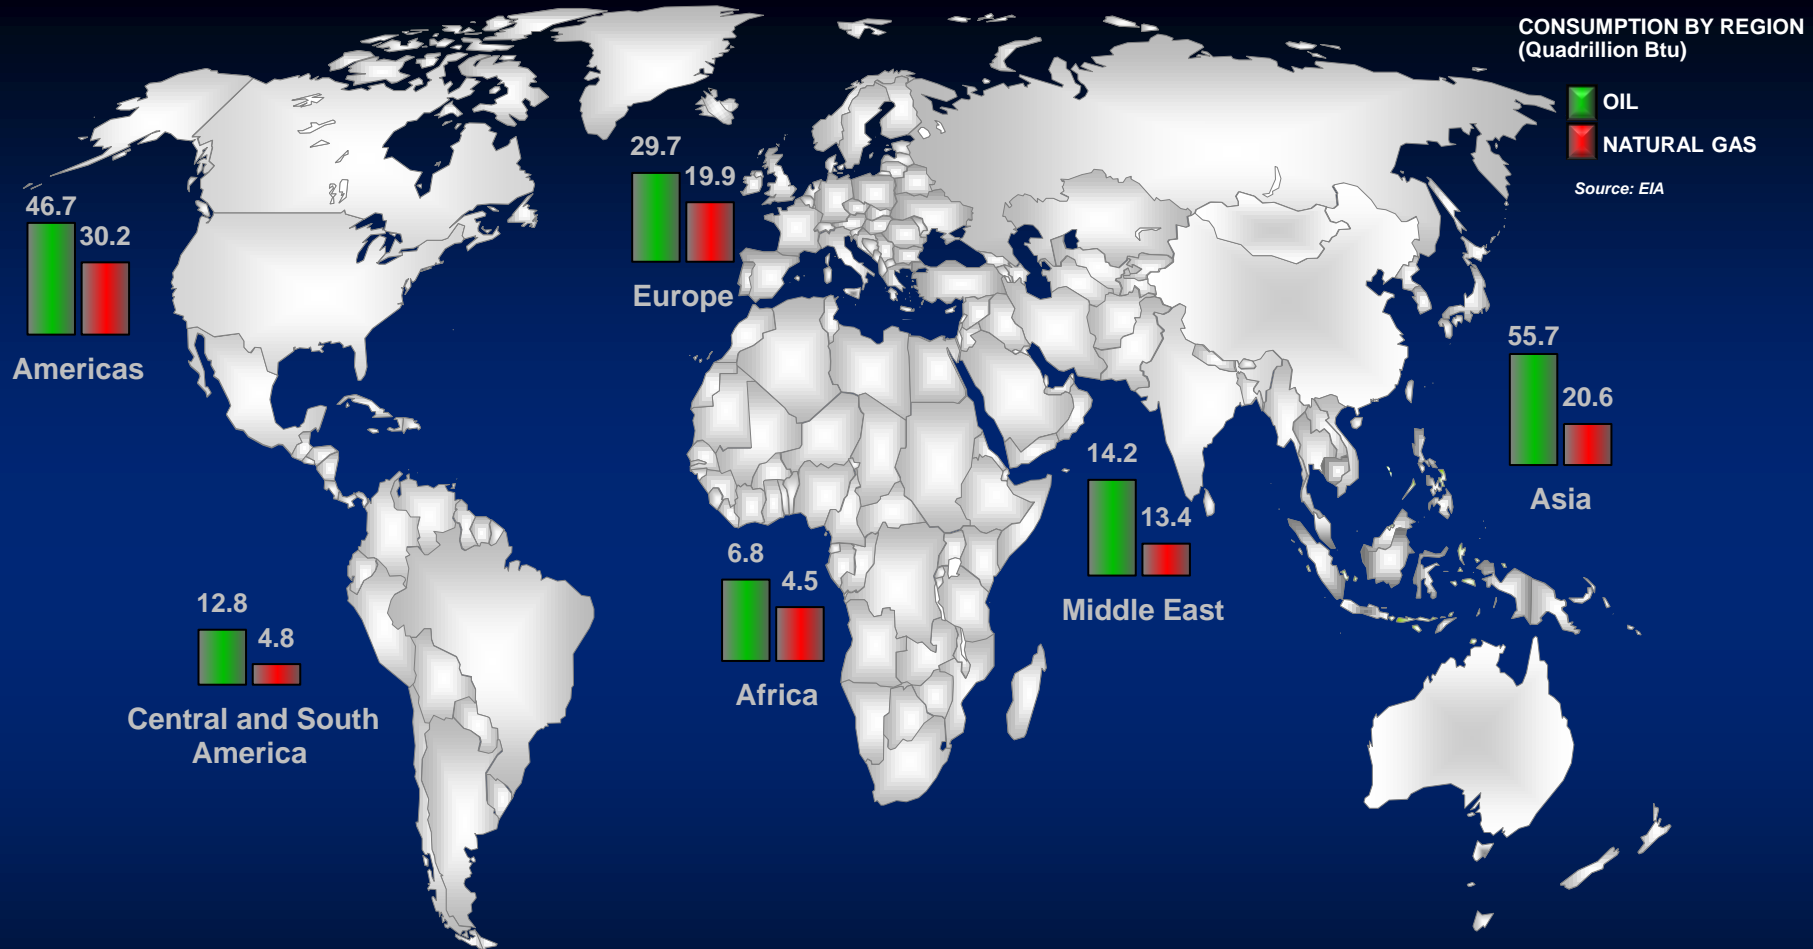 CONSUMPTION BY REGION
(Quadrillion Btu)
OIL
NATURAL GAS
Source: EIA
46.7
30.2
Americas
29.7
19.9
Europe
55.7
20.6
Asia
14.2
13.4
Middle East
6.8
4.5
Africa
12.8
4.8
Central and South
America